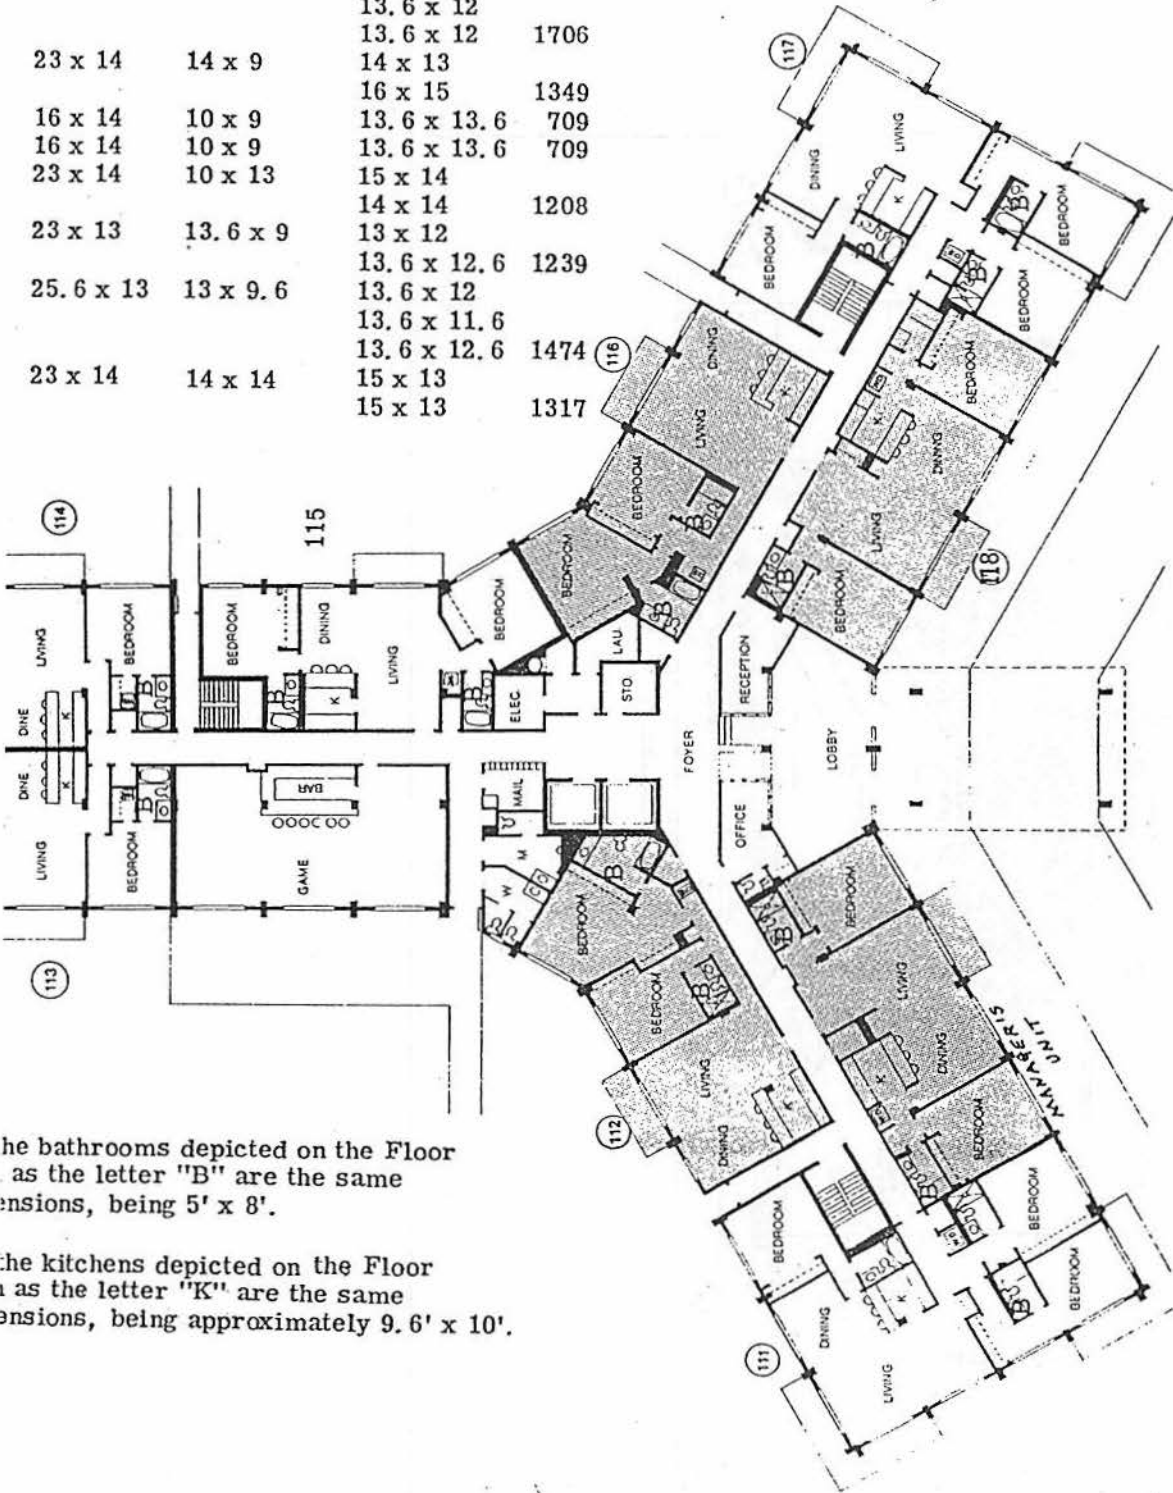 13.6 x 12
13.6 x 12 1706
23 x 14 14 x 9 14 x 13
16 x 15 1349
16 x 14 10 x 9 13.6 x 13.6 709
16 x 14 10 x 9 13.6 x 13.6 709
23 x 14 10 x 13 15 x 14
14 x 14 1208
23 x 13 13.6 x 9 13 x 12
13.6 x 12.6 1239
25.6 x 13 13 x 9.6 13.6 x 12
13.6 x 11.6
13.6 x 12.6 1474
23 x 14 14 x 14 15 x 13
15 x 13 1317
117
LIVING
DINING
K
B
BEDROOM
B
BEDROOM
B
BEDROOM
116
DINING
K
LIVING
BEDROOM
B
BEDROOM
B
BEDROOM
K
DINING
LIVING
118
B
BEDROOM
114
LIVING
DINE
K
BEDROOM
B
115
BEDROOM
DINING
B
K
LIVING
BEDROOM
B
ELEC.
LAU.
STO.
RECEPTION
FOYER
LOBBY
OFFICE
DINE
K
LIVING
BEDROOM
B
113
BAR
GAME
MAIL
M
W
BEDROOM
B
BEDROOM
B
LIVING
DINING
K
112
B
BEDROOM
LIVING
DINING
K
BEDROOM
B
MANAGER'S
UNIT
BEDROOM
DINING
K
LIVING
111
BEDROOM
B
BEDROOM
he bathrooms depicted on the Floor
as the letter "B" are the same
ensions, being 5' x 8'.
the kitchens depicted on the Floor
as the letter "K" are the same
ensions, being approximately 9.6' x 10'.